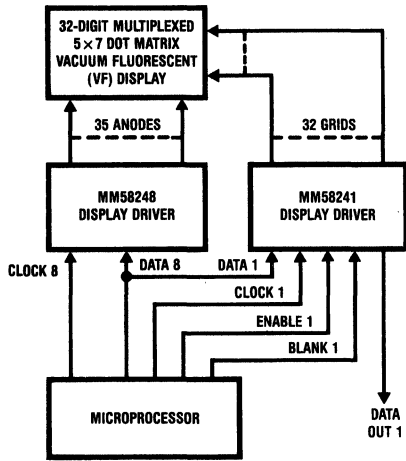 32-DIGIT MULTIPLEXED
5 × 7 DOT MATRIX
VACUUM FLUORESCENT
(VF) DISPLAY
35 ANODES
32 GRIDS
MM58248
DISPLAY DRIVER
MM58241
DISPLAY DRIVER
CLOCK 8
DATA 8
DATA 1
CLOCK 1
ENABLE 1
BLANK 1
MICROPROCESSOR
DATA
OUT 1